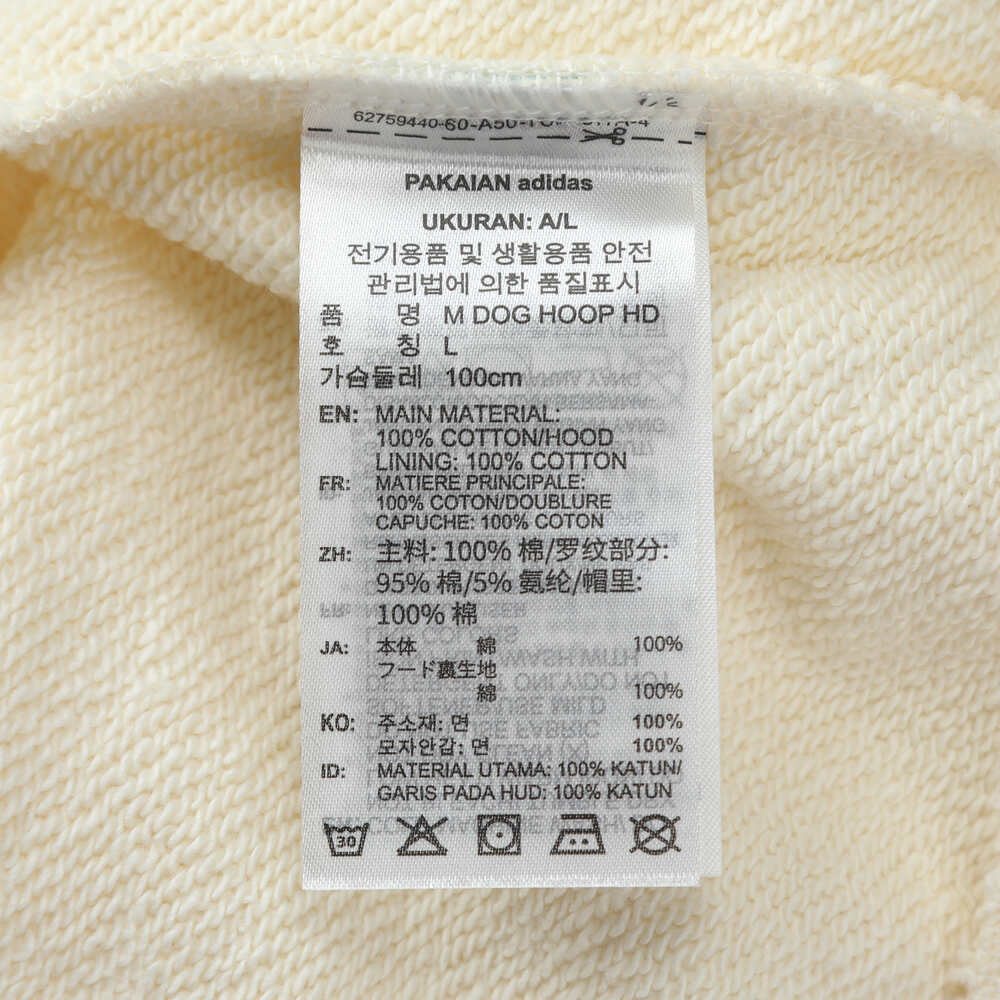 1/2
62759440-60-A50-
PAKAIAN adidas
UKURAN: A/L
전기용품 및 생활용품 안전
관리법에 의한 품질표시
품 명 M DOG HOOP HD
호 칭 L
가슴둘레 100cm
EN: MAIN MATERIAL:
100% COTTON/HOOD
LINING: 100% COTTON
FR: MATIERE PRINCIPALE:
100% COTON/DOUBLURE
CAPUCHE: 100% COTON
ZH: 主料: 100% 棉/罗纹部分:
95% 棉/5% 氨纶/帽里:
100% 棉
JA: 本体 綿 100%
フード裏生地
綿 100%
KO: 주소재: 면 100%
모자안감: 면 100%
ID: MATERIAL UTAMA: 100% KATUN/
GARIS PADA HUD: 100% KATUN
30